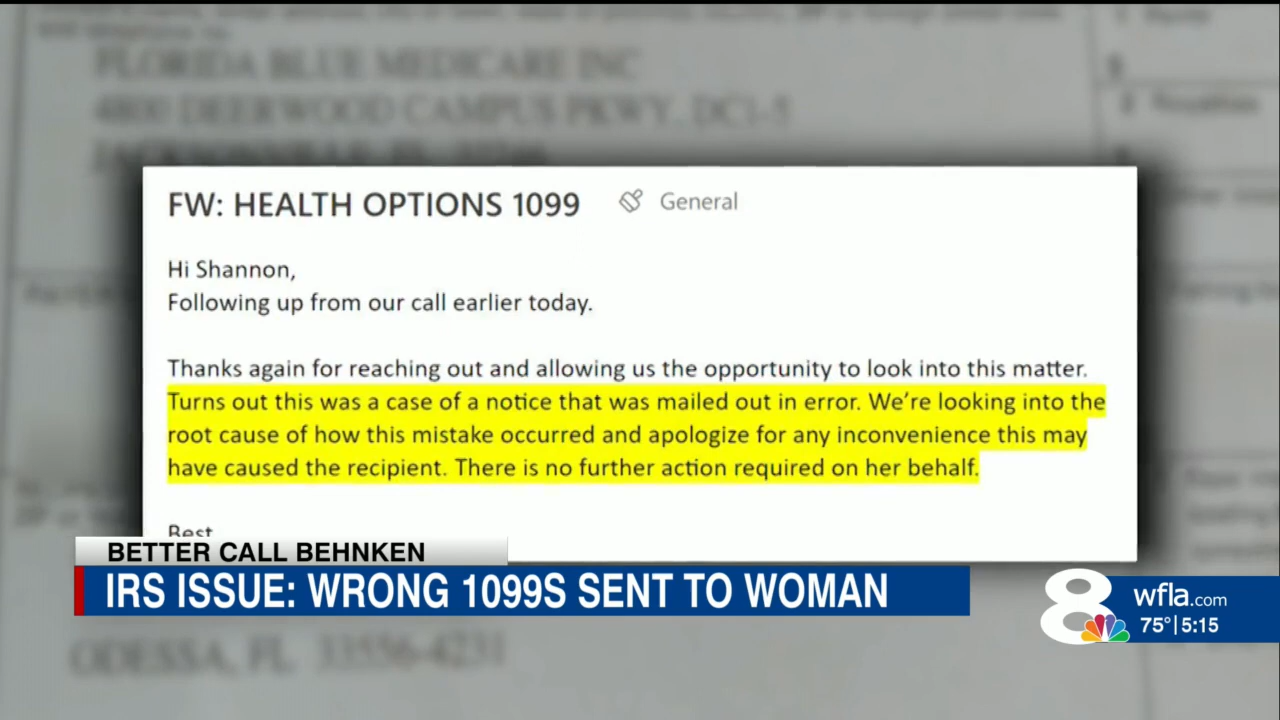 FLORIDA BLUE MEDICARE INC
4800 DEERWOOD CAMPUS PKWY, DC1-5
JACKSONVILLE FL
FW: HEALTH OPTIONS 1099
General
Hi Shannon,
Following up from our call earlier today.
Thanks again for reaching out and allowing us the opportunity to look into this matter.
Turns out this was a case of a notice that was mailed out in error. We're looking into the
root cause of how this mistake occurred and apologize for any inconvenience this may
have caused the recipient. There is no further action required on her behalf.
Best
BETTER CALL BEHNKEN
IRS ISSUE: WRONG 1099S SENT TO WOMAN
8
wfla.com
75° | 5:15
ODESSA, FL 33556-4231